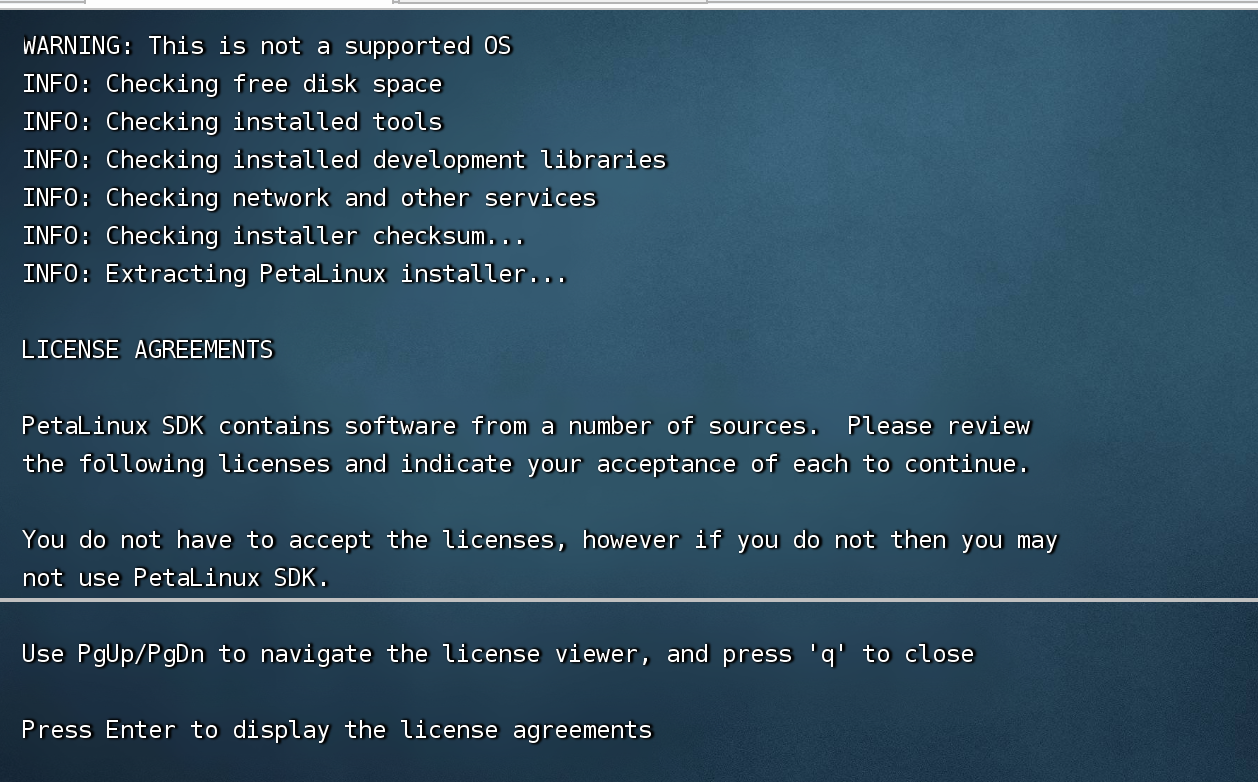 WARNING: This is not a supported OS
INFO: Checking free disk space
INFO: Checking installed tools
INFO: Checking installed development libraries
INFO: Checking network and other services
INFO: Checking installer checksum...
INFO: Extracting PetaLinux installer...
LICENSE AGREEMENTS
PetaLinux SDK contains software from a number of sources.  Please review
the following licenses and indicate your acceptance of each to continue.
You do not have to accept the licenses, however if you do not then you may
not use PetaLinux SDK.
Use PgUp/PgDn to navigate the license viewer, and press 'q' to close
Press Enter to display the license agreements